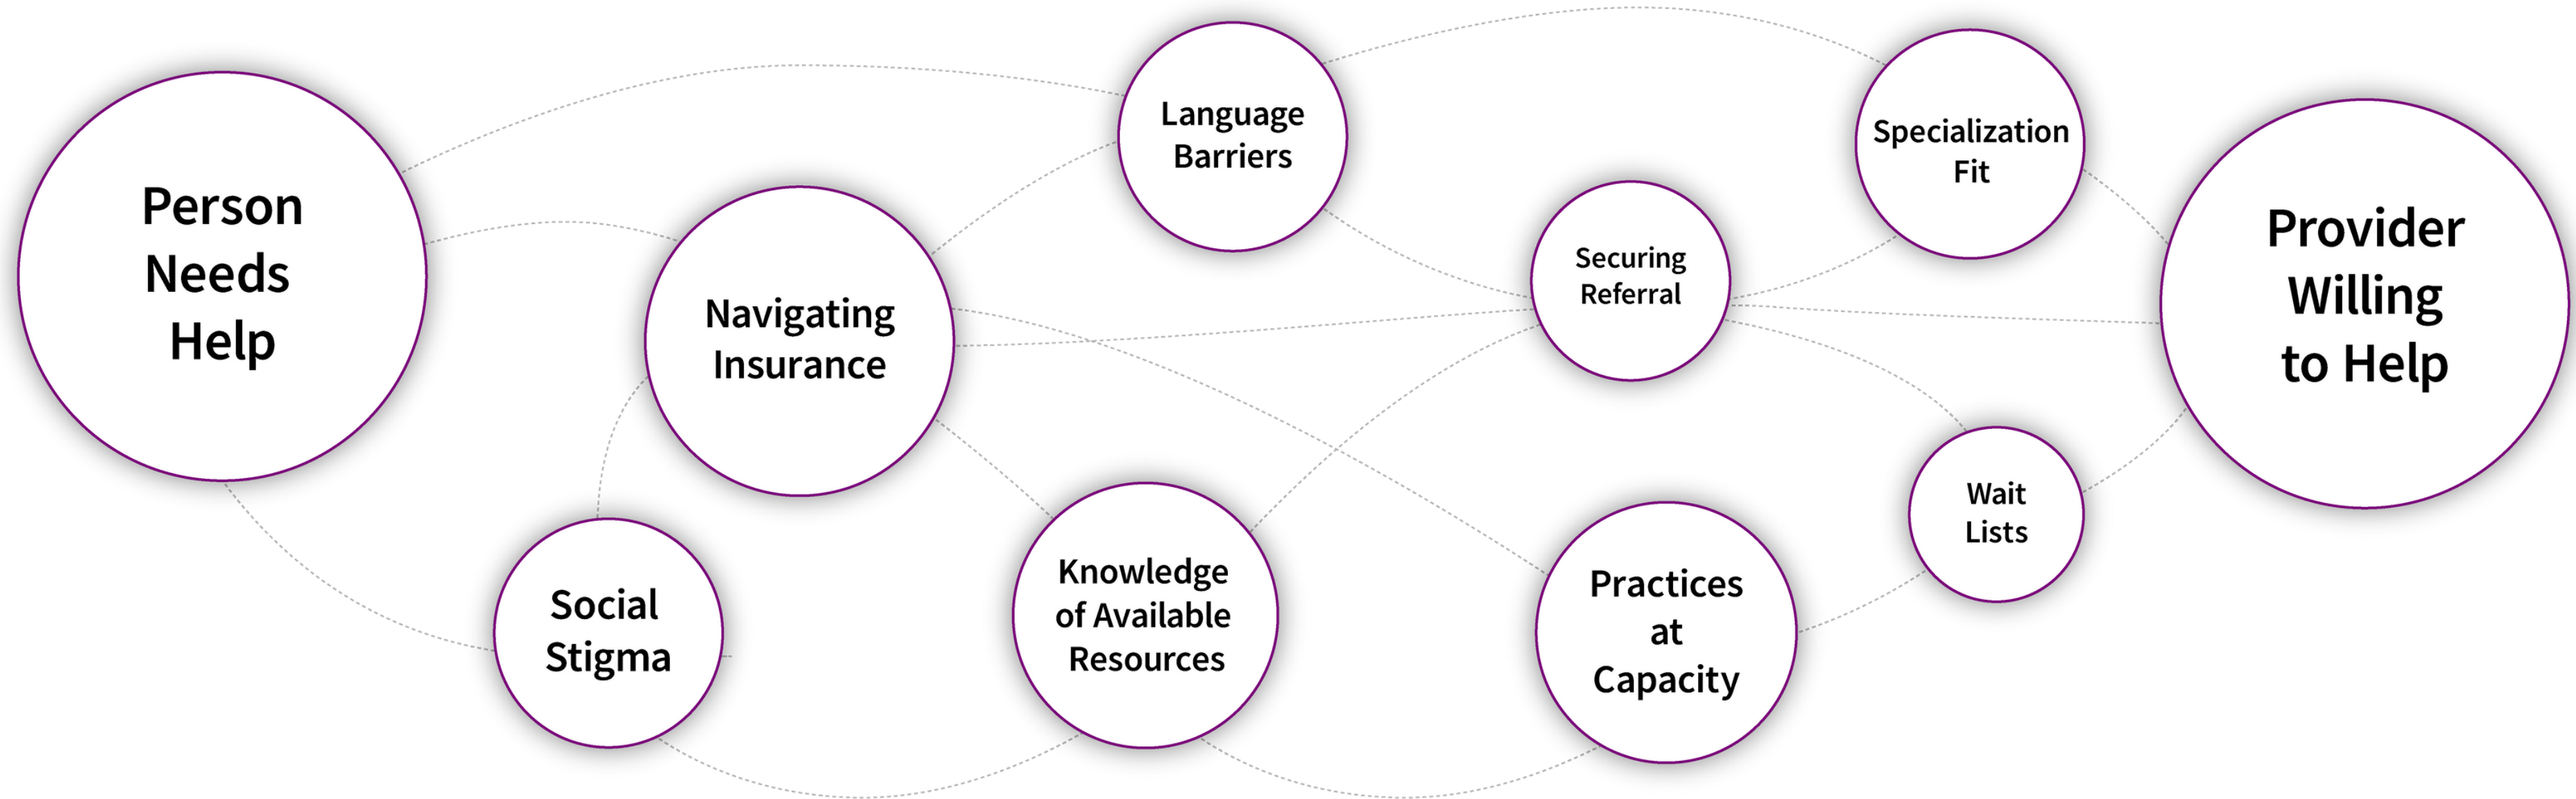 Person
Needs
Help
Navigating
Insurance
Social
Stigma
Language
Barriers
Knowledge
of Available
Resources
Securing
Referral
Practices
at
Capacity
Specialization
Fit
Wait
Lists
Provider
Willing
to Help